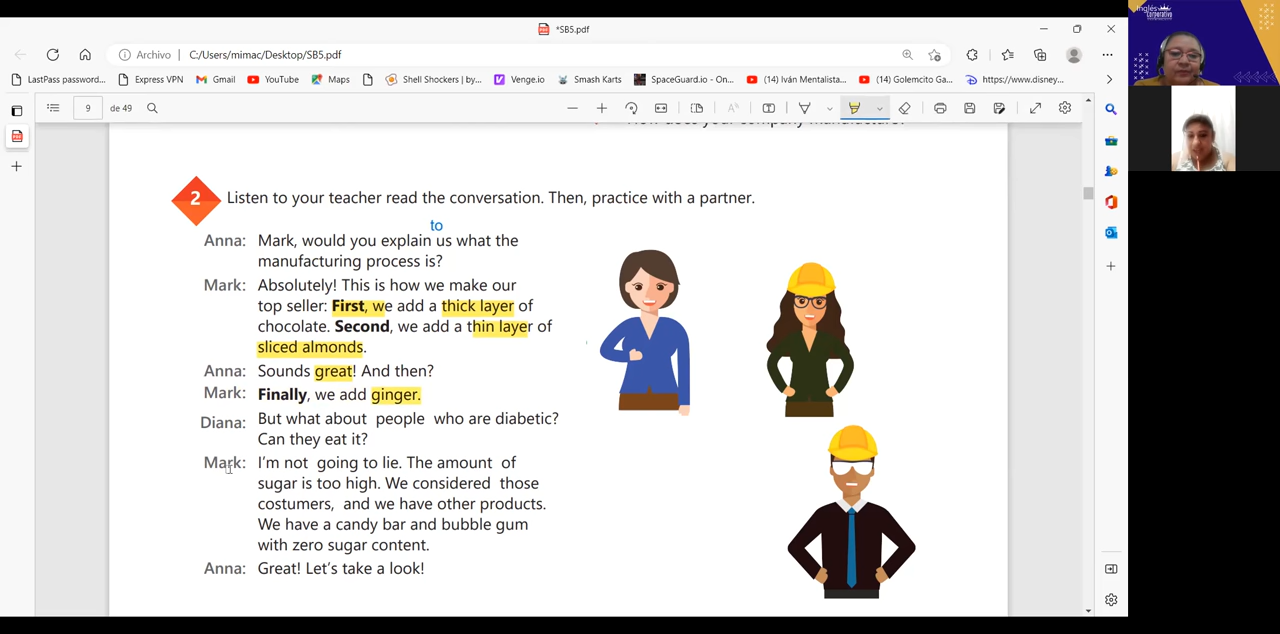 *SB5.pdf
Archivo C:/Users/mimac/Desktop/SB5.pdf
LastPass password... Express VPN Gmail YouTube Maps Shell Shockers | by... Venge.io Smash Karts SpaceGuard.io - On... (14) Iván Mentalista... (14) Golemcito Ga... https://www.disney...
9 de 49
How does your company manufacture?
2 Listen to your teacher read the conversation. Then, practice with a partner.
to
Anna: Mark, would you explain us what the
manufacturing process is?
Mark: Absolutely! This is how we make our
top seller: First, we add a thick layer of
chocolate. Second, we add a thin layer of
sliced almonds.
Anna: Sounds great! And then?
Mark: Finally, we add ginger.
Diana: But what about people who are diabetic?
Can they eat it?
Mark: I'm not going to lie. The amount of
sugar is too high. We considered those
costumers, and we have other products.
We have a candy bar and bubble gum
with zero sugar content.
Anna: Great! Let's take a look!
Inglés
Corporativo